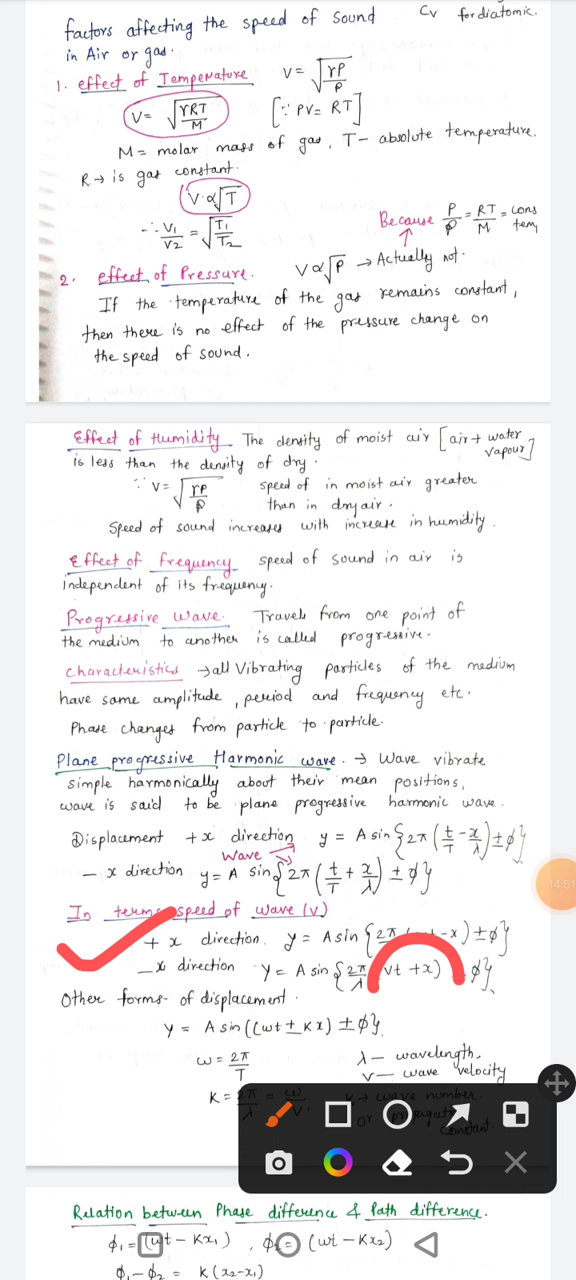 factors affecting the speed of sound Cv for diatomic.
in Air or gas.
1. effect of Temperature V = √γP/ρ
V = √γRT/M [∵ PV = RT]
M = molar mass of gas, T - absolute temperature.
R → is gas constant.
V ∝ √T
∴ V1/V2 = √T1/T2 Because P/ρ = RT/M = cons tem
2. effect of Pressure. V ∝ √P → Actually not.
If the temperature of the gas remains constant,
then there is no effect of the pressure change on
the speed of sound.
Effect of Humidity The density of moist air [air + water vapour]
is less than the density of dry.
∵ V = √γP/ρ speed of in moist air greater
than in dry air.
Speed of sound increases with increase in humidity.
Effect of frequency speed of sound in air is
independent of its frequency.
Progressive wave. Travels from one point of
the medium to another is called progressive.
Characteristics → all Vibrating particles of the medium
have same amplitude, period and frequency etc.
Phase changes from particle to particle.
Plane progressive Harmonic wave. → Wave vibrate
simple harmonically about their mean positions,
wave is said to be plane progressive harmonic wave.
Displacement +x direction y = A sin{2π(t/T - x/λ) ± φ}
Wave
- x direction y = A sin{2π(t/T + x/λ) ± φ}
In terms speed of wave (v)
+ x direction. y = A sin{2π - x) ± φ}
-x direction y = A sin{2π/λ (vt + x) φ}
Other forms of displacement.
y = A sin((ωt ± Kx) ± φ}
ω = 2π/T λ - wavelength.
v - wave velocity
K = 2π/λ = ω/V wave number
or
constant.
14:51
Relation between Phase difference & Path difference.
φ1 = (ωt - Kx1), φ2 = (ωt - Kx2)
φ1 - φ2 = K(x2-x1)